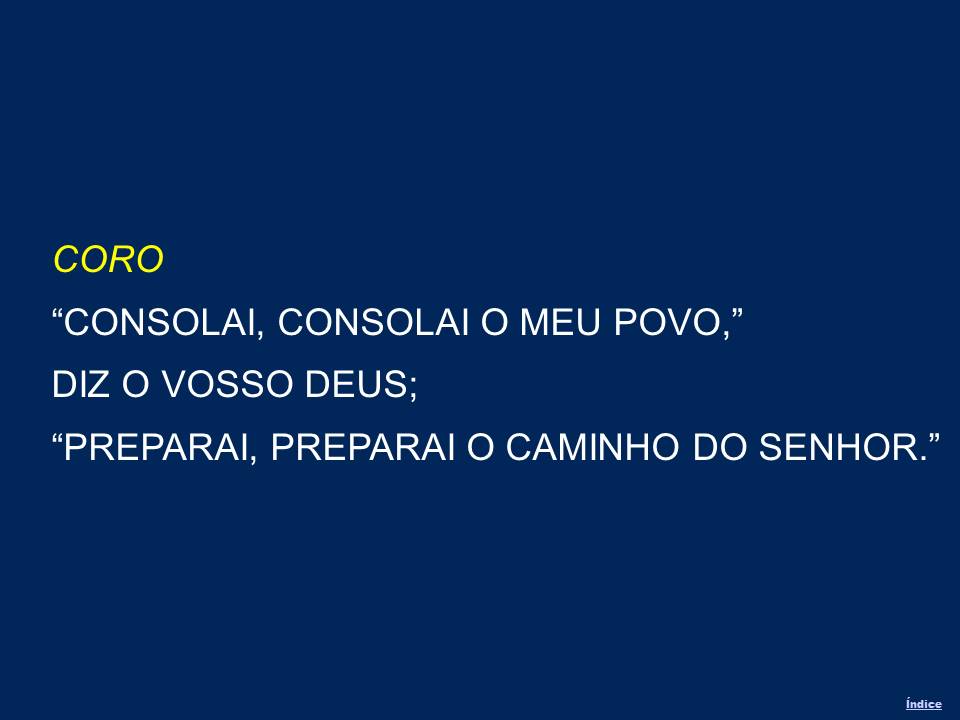 CORO
“CONSOLAI, CONSOLAI O MEU POVO,”
DIZ O VOSSO DEUS;
“PREPARAI, PREPARAI O CAMINHO DO SENHOR.”
Índice